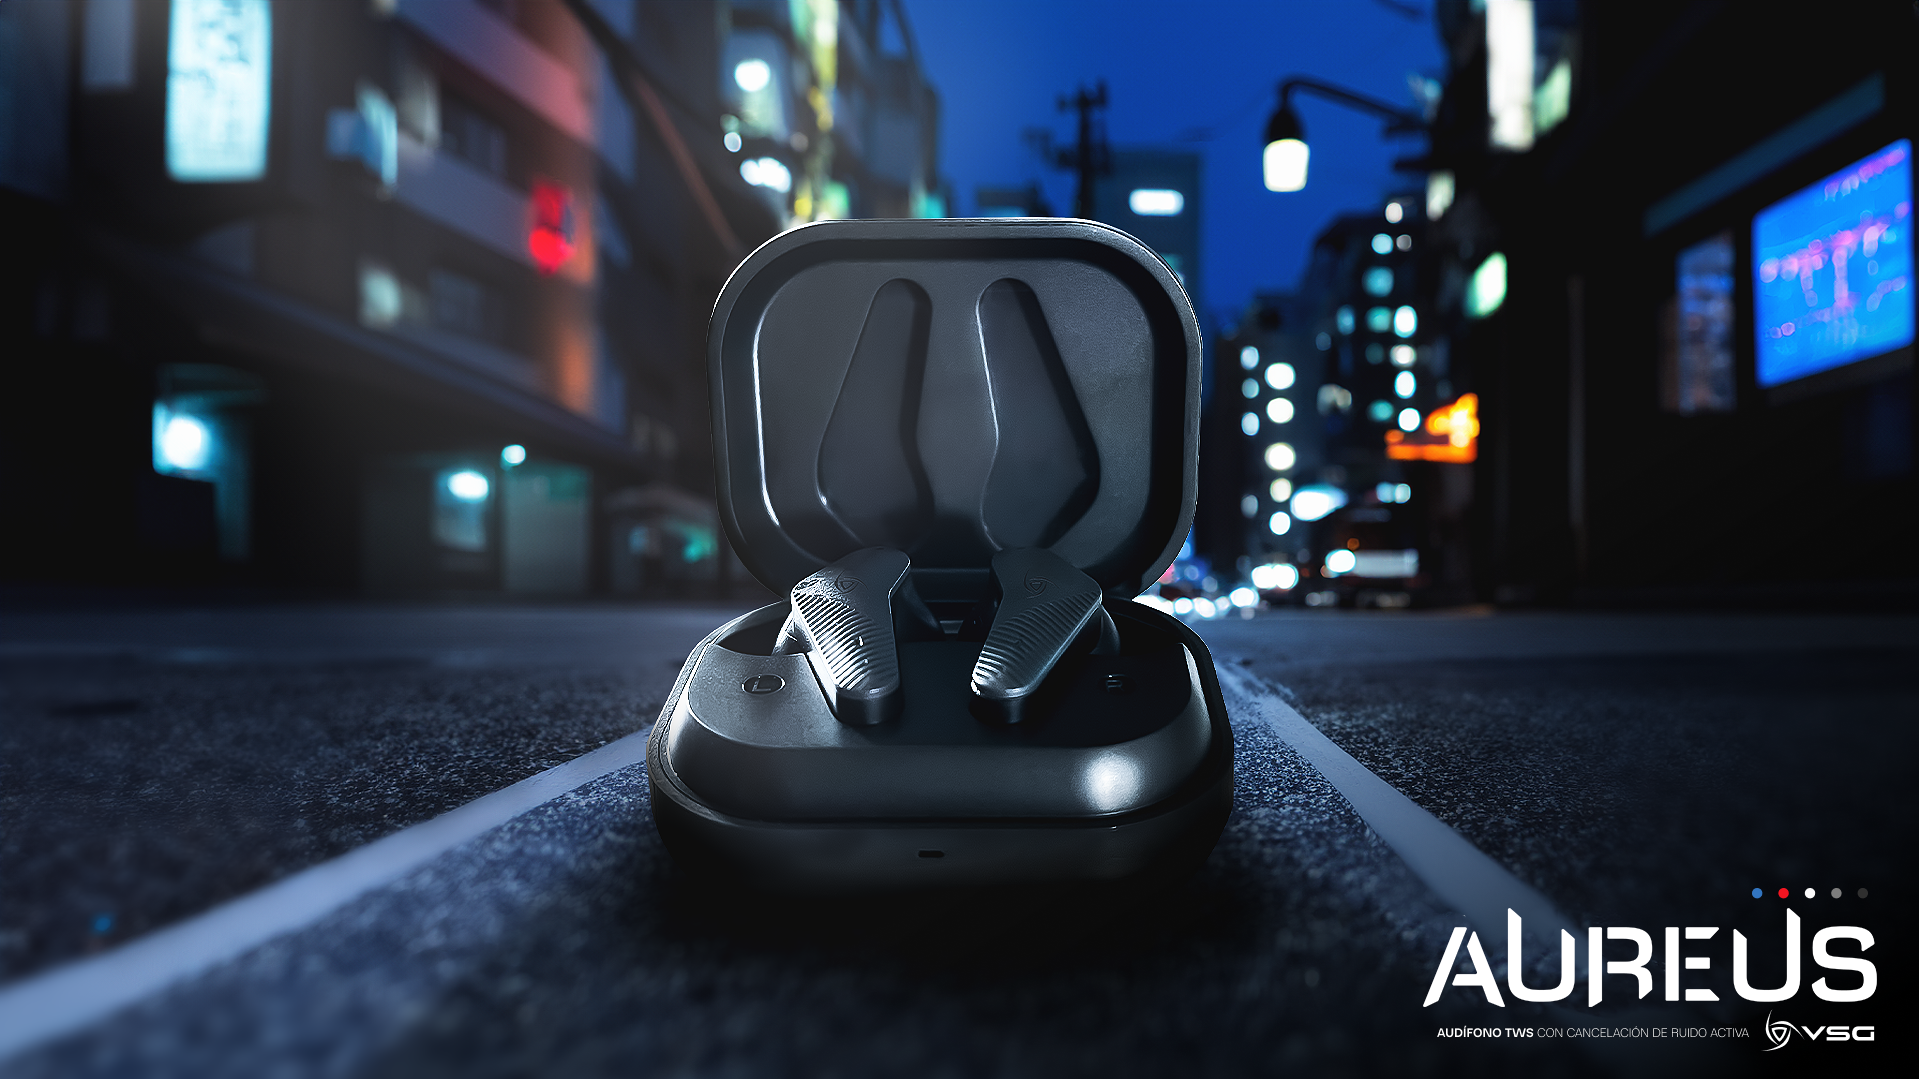 L
AUREUS
AUDÍFONO TWS CON CANCELACIÓN DE RUIDO ACTIVA
VSG